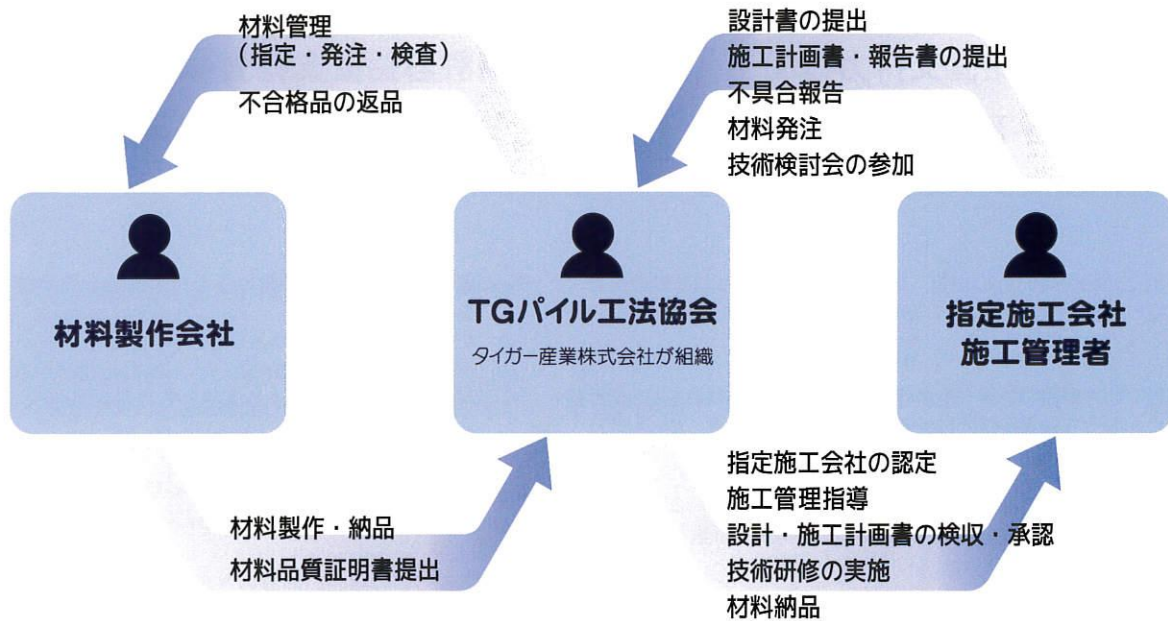 材料管理
（指定・発注・検査）
不合格品の返品
設計書の提出
施工計画書・報告書の提出
不具合報告
材料発注
技術検討会の参加
材料製作会社
TGパイル工法協会
タイガー産業株式会社が組織
指定施工会社
施工管理者
材料製作・納品
材料品質証明書提出
指定施工会社の認定
施工管理指導
設計・施工計画書の検収・承認
技術研修の実施
材料納品